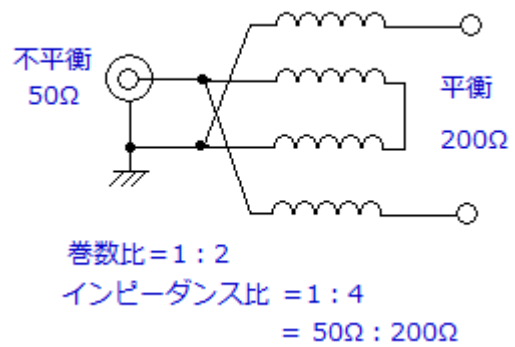 不平衡
50Ω
平衡
200Ω
巻数比=1：2
インピーダンス比 =1：4
= 50Ω：200Ω